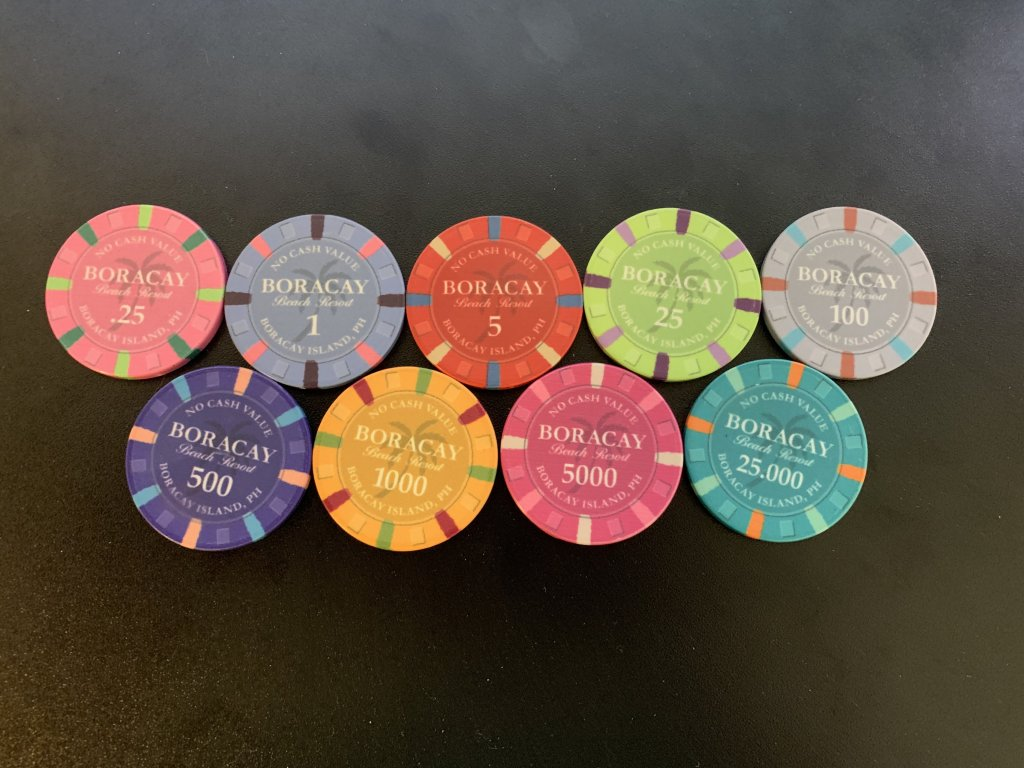 NO CASH VALUE
BORACAY
Beach Resort
.25
BORACAY ISLAND, PH
NO CASH VALUE
BORACAY
Beach Resort
1
BORACAY ISLAND, PH
NO CASH VALUE
BORACAY
Beach Resort
5
BORACAY ISLAND, PH
NO CASH VALUE
BORACAY
Beach Resort
25
BORACAY ISLAND, PH
NO CASH VALUE
BORACAY
Beach Resort
100
BORACAY ISLAND, PH
NO CASH VALUE
BORACAY
Beach Resort
500
BORACAY ISLAND, PH
NO CASH VALUE
BORACAY
Beach Resort
1000
BORACAY ISLAND, PH
NO CASH VALUE
BORACAY
Beach Resort
5000
BORACAY ISLAND, PH
NO CASH VALUE
BORACAY
Beach Resort
25.000
BORACAY ISLAND, PH